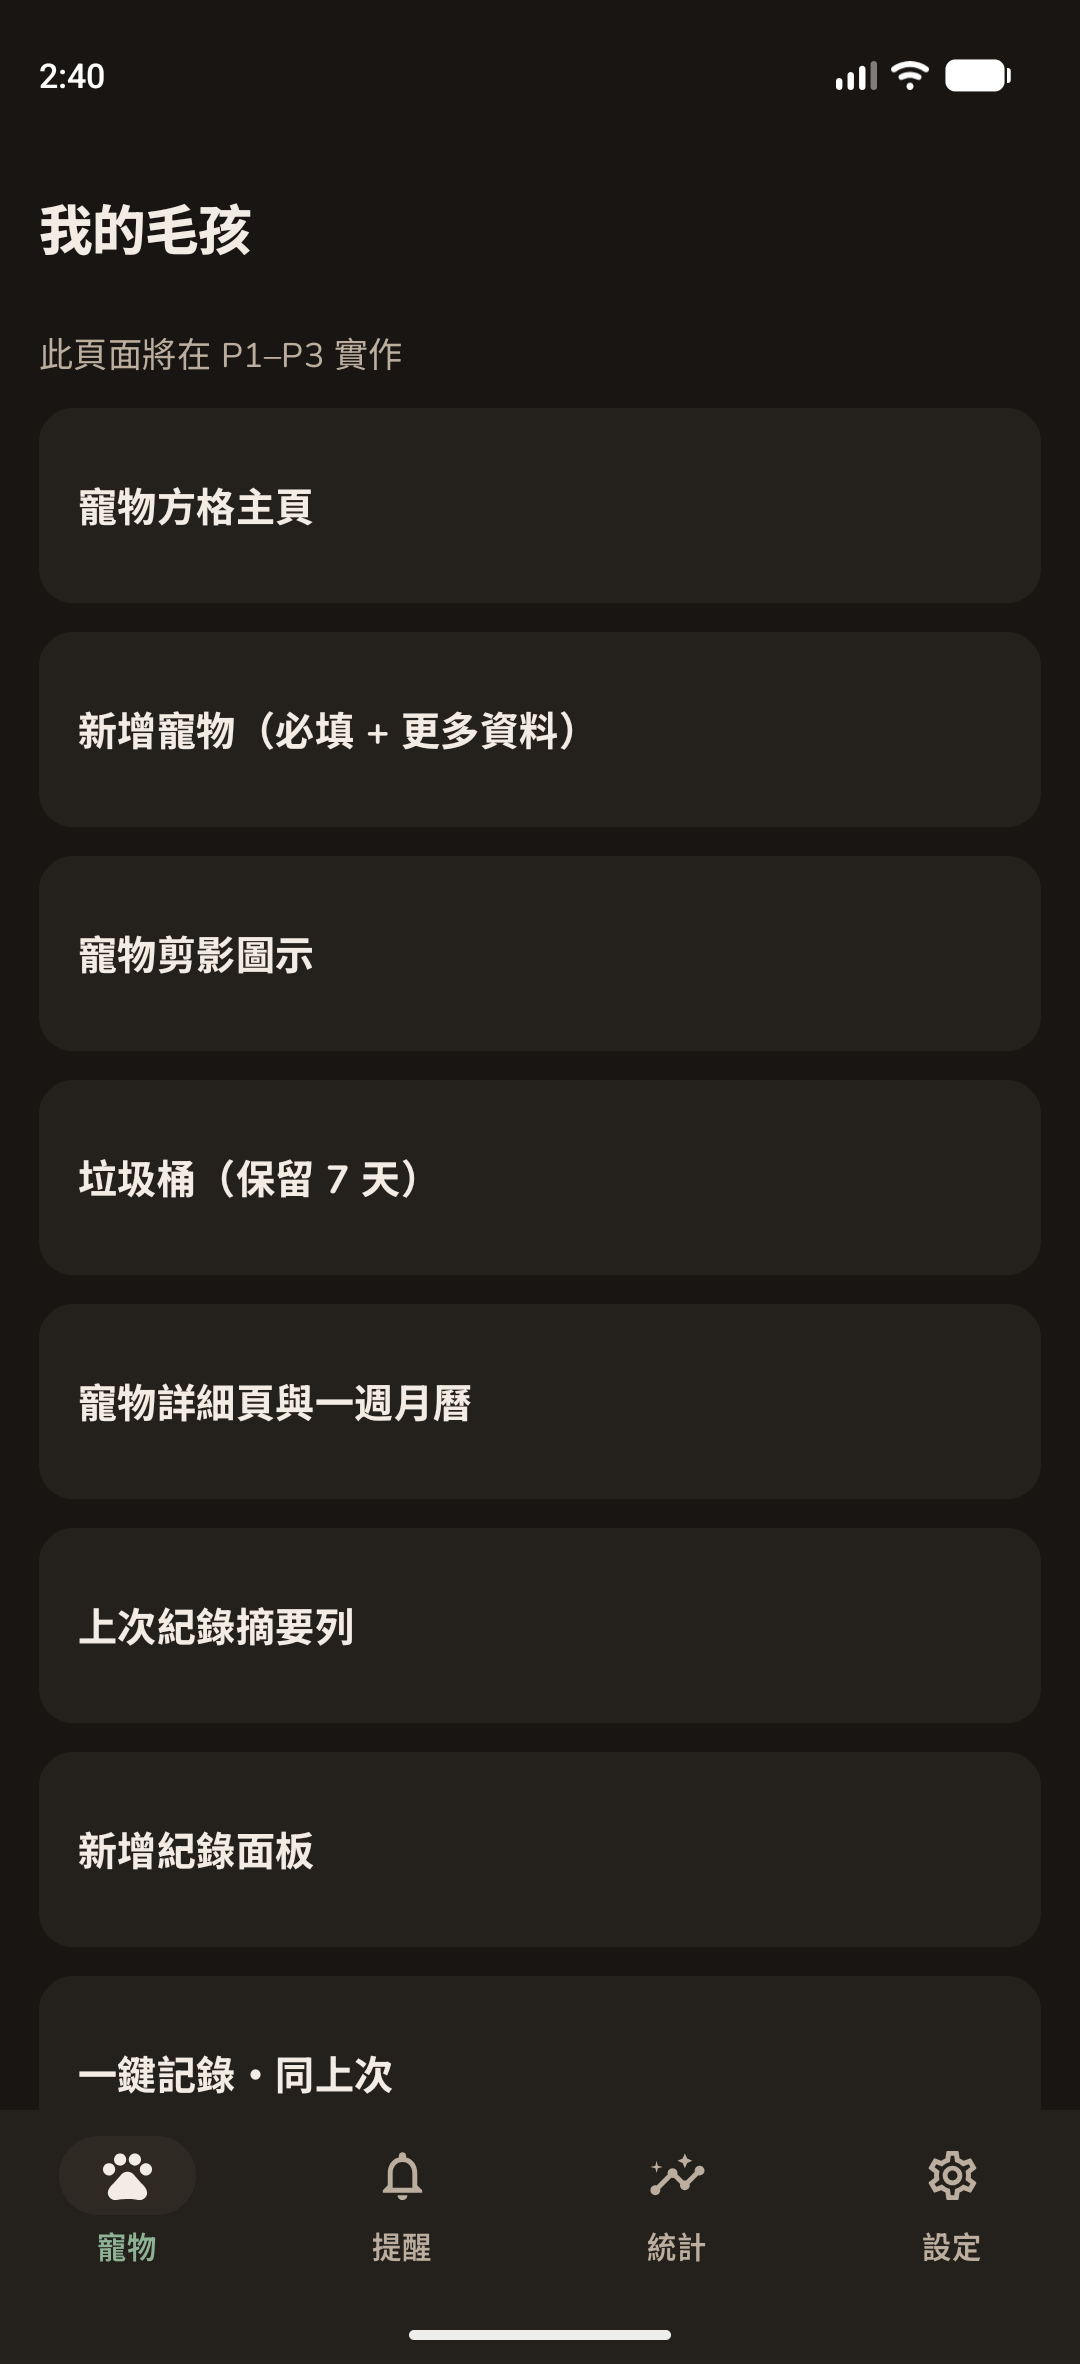 2:40
我的毛孩
此頁面將在 P1–P3 實作
寵物方格主頁
新增寵物（必填 + 更多資料）
寵物剪影圖示
垃圾桶（保留 7 天）
寵物詳細頁與一週月曆
上次紀錄摘要列
新增紀錄面板
一鍵記錄・同上次
寵物
提醒
統計
設定